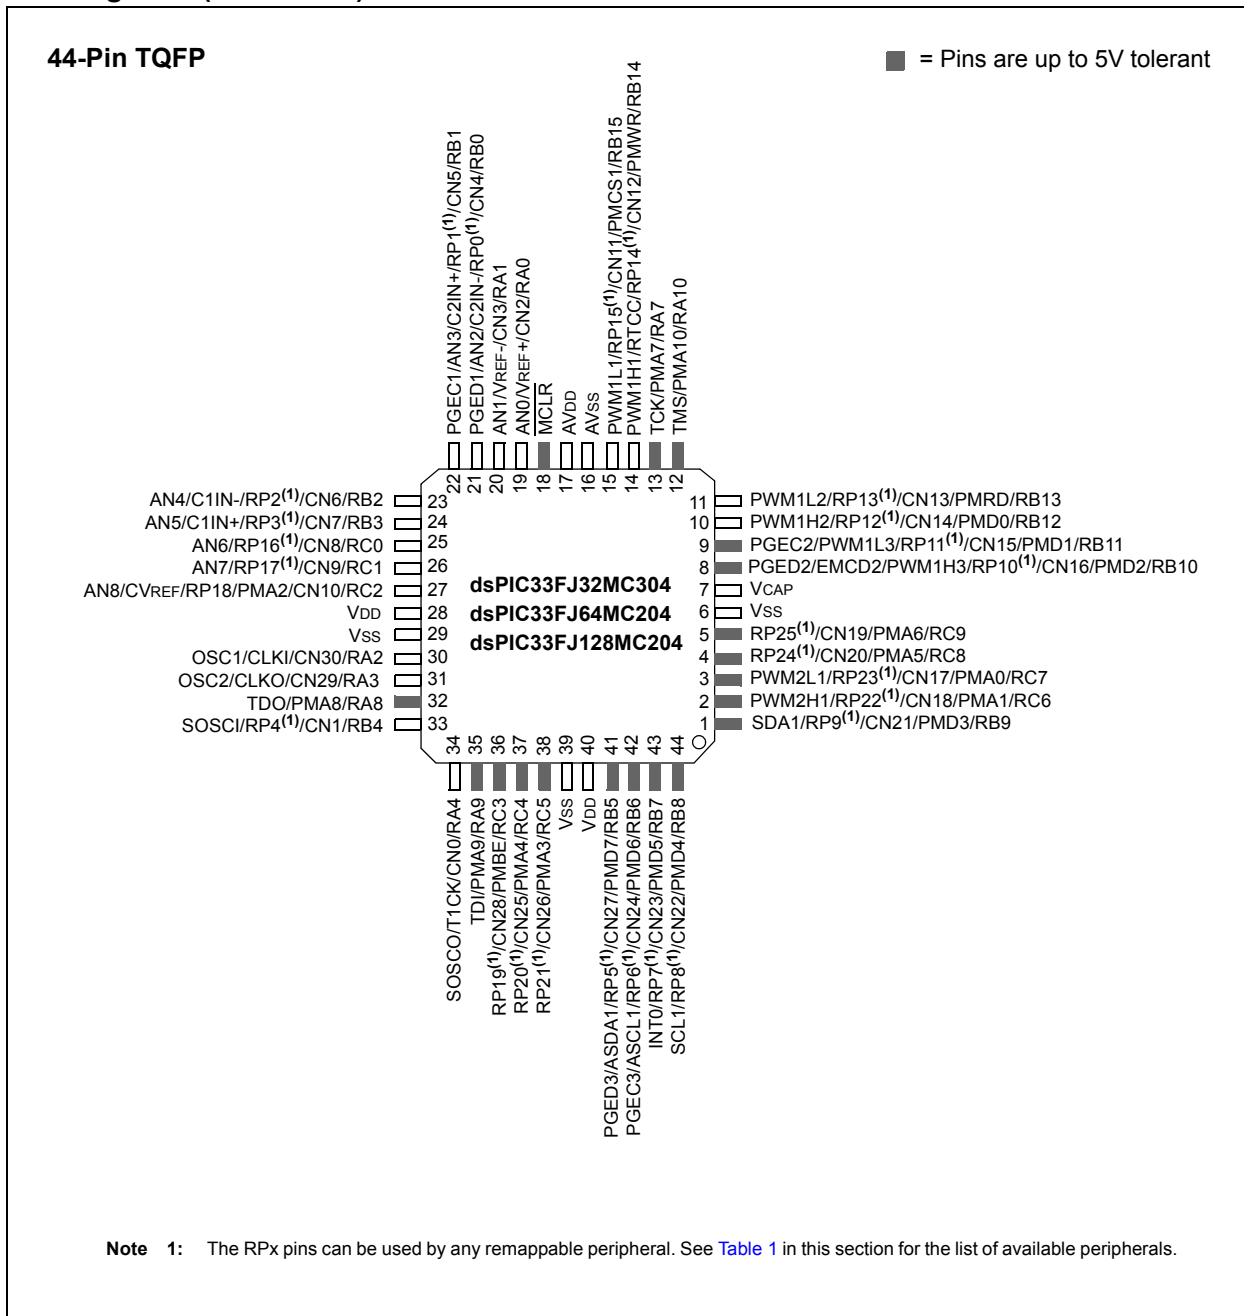 44-Pin TQFP
= Pins are up to 5V tolerant
PGEC1/AN3/C2IN+/RP1(1)/CN5/RB1
PGED1/AN2/C2IN-/RP0(1)/CN4/RB0
AN1/VREF-/CN3/RA1
AN0/VREF+/CN2/RA0
MCLR
AVDD
AVSS
PWM1L1/RP15(1)/CN11/PMCS1/RB15
PWM1H1/RTCC/RP14(1)/CN12/PMWR/RB14
TCK/PMA7/RA7
TMS/PMA10/RA10
22 21 20 19 18 17 16 15 14 13 12
AN4/C1IN-/RP2(1)/CN6/RB2 23
AN5/C1IN+/RP3(1)/CN7/RB3 24
AN6/RP16(1)/CN8/RC0 25
AN7/RP17(1)/CN9/RC1 26
AN8/CVREF/RP18/PMA2/CN10/RC2 27
VDD 28
VSS 29
OSC1/CLKI/CN30/RA2 30
OSC2/CLKO/CN29/RA3 31
TDO/PMA8/RA8 32
SOSCI/RP4(1)/CN1/RB4 33
dsPIC33FJ32MC304
dsPIC33FJ64MC204
dsPIC33FJ128MC204
11 PWM1L2/RP13(1)/CN13/PMRD/RB13
10 PWM1H2/RP12(1)/CN14/PMD0/RB12
9 PGEC2/PWM1L3/RP11(1)/CN15/PMD1/RB11
8 PGED2/EMCD2/PWM1H3/RP10(1)/CN16/PMD2/RB10
7 VCAP
6 VSS
5 RP25(1)/CN19/PMA6/RC9
4 RP24(1)/CN20/PMA5/RC8
3 PWM2L1/RP23(1)/CN17/PMA0/RC7
2 PWM2H1/RP22(1)/CN18/PMA1/RC6
1 SDA1/RP9(1)/CN21/PMD3/RB9
34 35 36 37 38 39 40 41 42 43 44
SOSCO/T1CK/CN0/RA4
TDI/PMA9/RA9
RP19(1)/CN28/PMBE/RC3
RP20(1)/CN25/PMA4/RC4
RP21(1)/CN26/PMA3/RC5
VSS
VDD
PGED3/ASDA1/RP5(1)/CN27/PMD7/RB5
PGEC3/ASCL1/RP6(1)/CN24/PMD6/RB6
INT0/RP7(1)/CN23/PMD5/RB7
SCL1/RP8(1)/CN22/PMD4/RB8
Note 1: The RPx pins can be used by any remappable peripheral. See Table 1 in this section for the list of available peripherals.